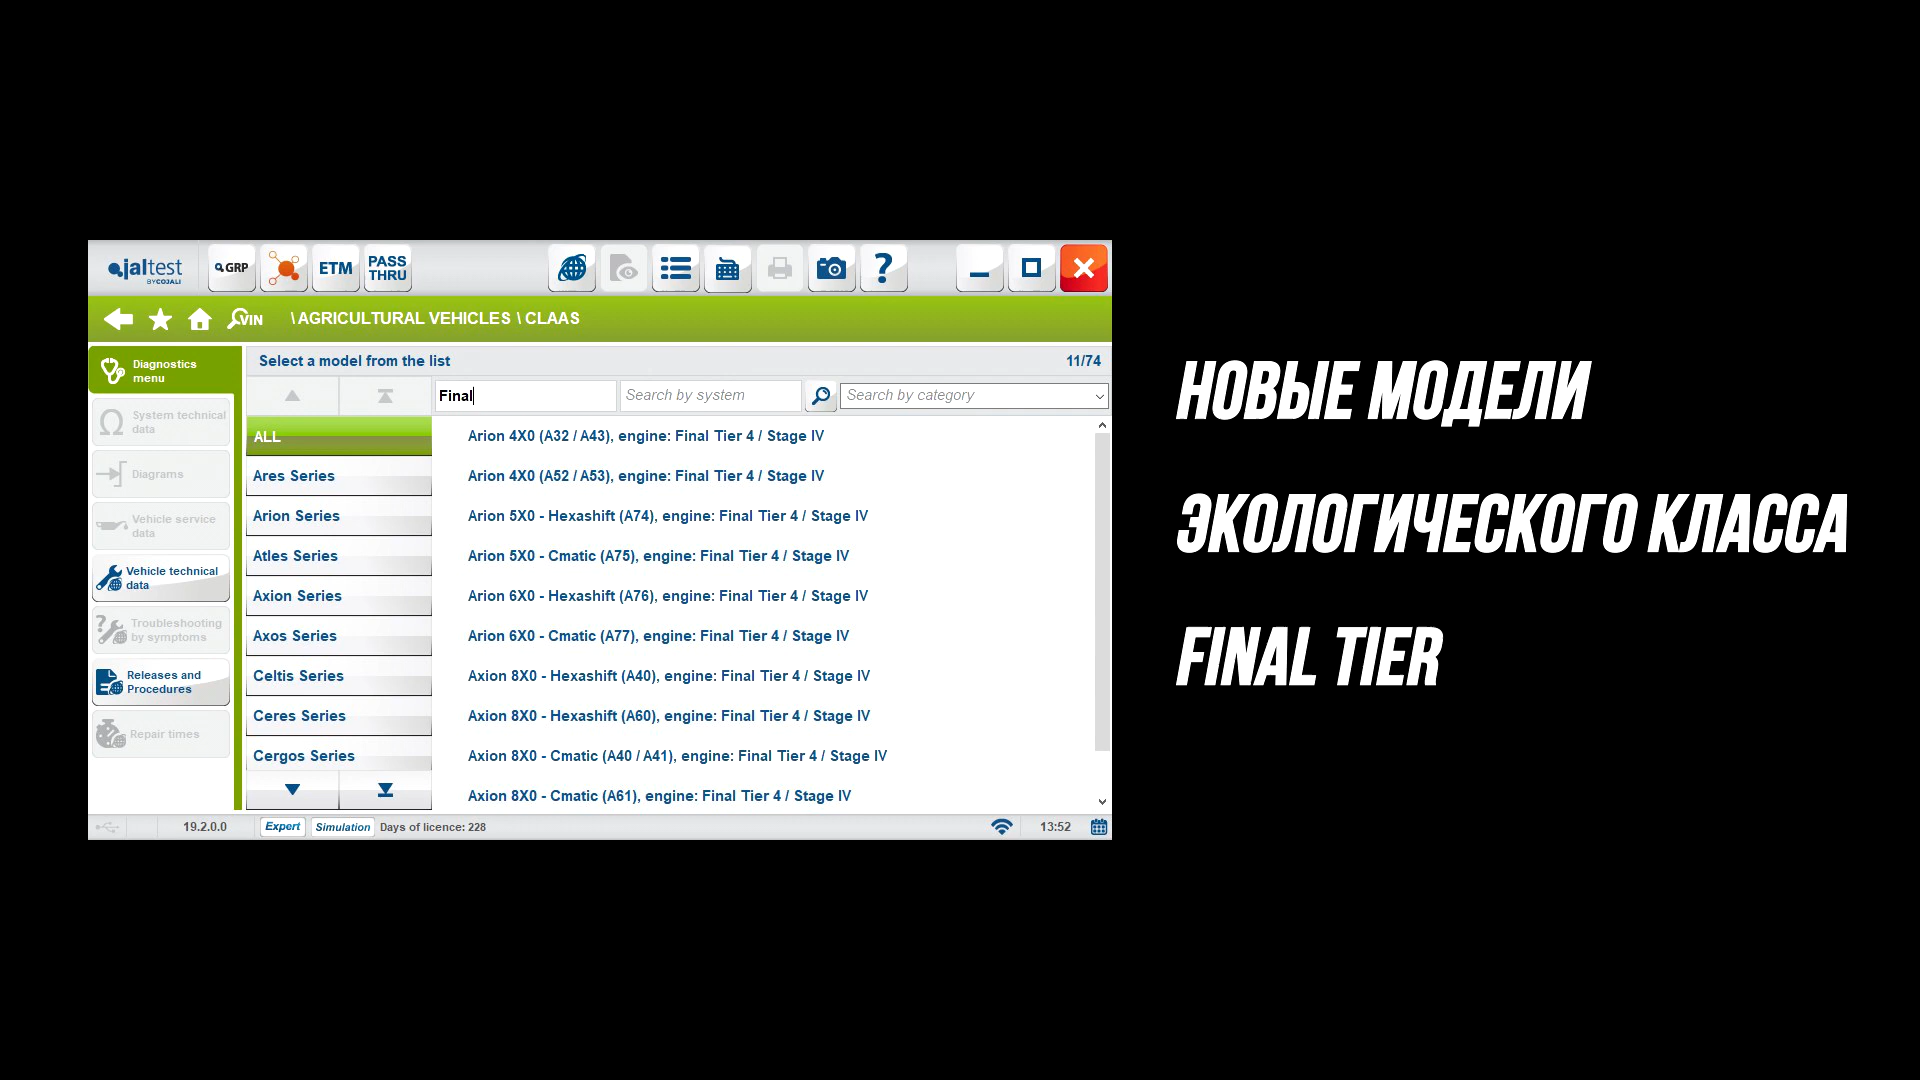 jaltest
BY COJALI
GRP
ETM
PASS
THRU
?
VIN
\ AGRICULTURAL VEHICLES \ CLAAS
Diagnostics
menu
System technical
data
Diagrams
Vehicle service
data
Vehicle technical
data
Troubleshooting
by symptoms
Releases and
Procedures
Repair times
Select a model from the list
11/74
Final
Search by system
Search by category
ALL
Ares Series
Arion Series
Atles Series
Axion Series
Axos Series
Celtis Series
Ceres Series
Cergos Series
Arion 4X0 (A32 / A43), engine: Final Tier 4 / Stage IV
Arion 4X0 (A52 / A53), engine: Final Tier 4 / Stage IV
Arion 5X0 - Hexashift (A74), engine: Final Tier 4 / Stage IV
Arion 5X0 - Cmatic (A75), engine: Final Tier 4 / Stage IV
Arion 6X0 - Hexashift (A76), engine: Final Tier 4 / Stage IV
Arion 6X0 - Cmatic (A77), engine: Final Tier 4 / Stage IV
Axion 8X0 - Hexashift (A40), engine: Final Tier 4 / Stage IV
Axion 8X0 - Hexashift (A60), engine: Final Tier 4 / Stage IV
Axion 8X0 - Cmatic (A40 / A41), engine: Final Tier 4 / Stage IV
Axion 8X0 - Cmatic (A61), engine: Final Tier 4 / Stage IV
19.2.0.0
Expert
Simulation
Days of licence: 228
13:52
НОВЫЕ МОДЕЛИ
ЭКОЛОГИЧЕСКОГО КЛАССА
FINAL TIER